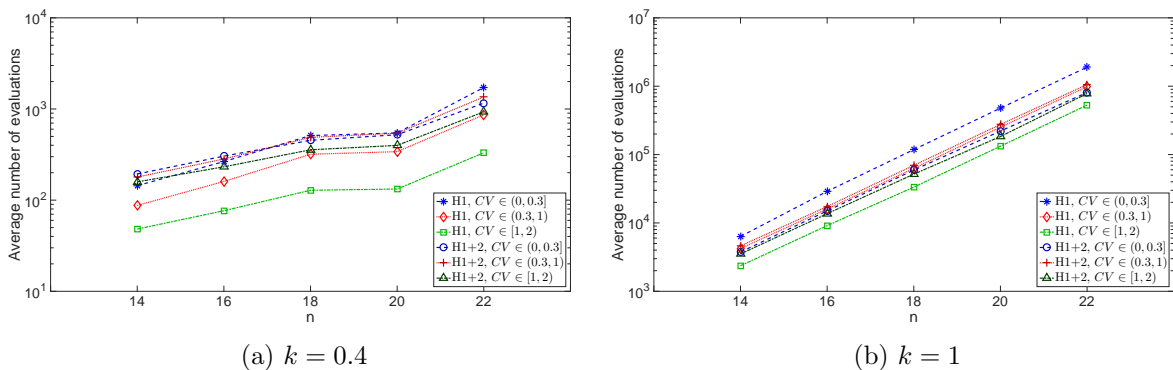 Average number of evaluations
10^4
10^3
10^2
10^1
14 16 18 20 22
n
H1, CV ∈ (0, 0.3]
H1, CV ∈ (0.3, 1)
H1, CV ∈ [1, 2)
H1+2, CV ∈ (0, 0.3]
H1+2, CV ∈ (0.3, 1)
H1+2, CV ∈ [1, 2)
(a) k = 0.4
Average number of evaluations
10^7
10^6
10^5
10^4
10^3
14 16 18 20 22
n
H1, CV ∈ (0, 0.3]
H1, CV ∈ (0.3, 1)
H1, CV ∈ [1, 2)
H1+2, CV ∈ (0, 0.3]
H1+2, CV ∈ (0.3, 1)
H1+2, CV ∈ [1, 2)
(b) k = 1